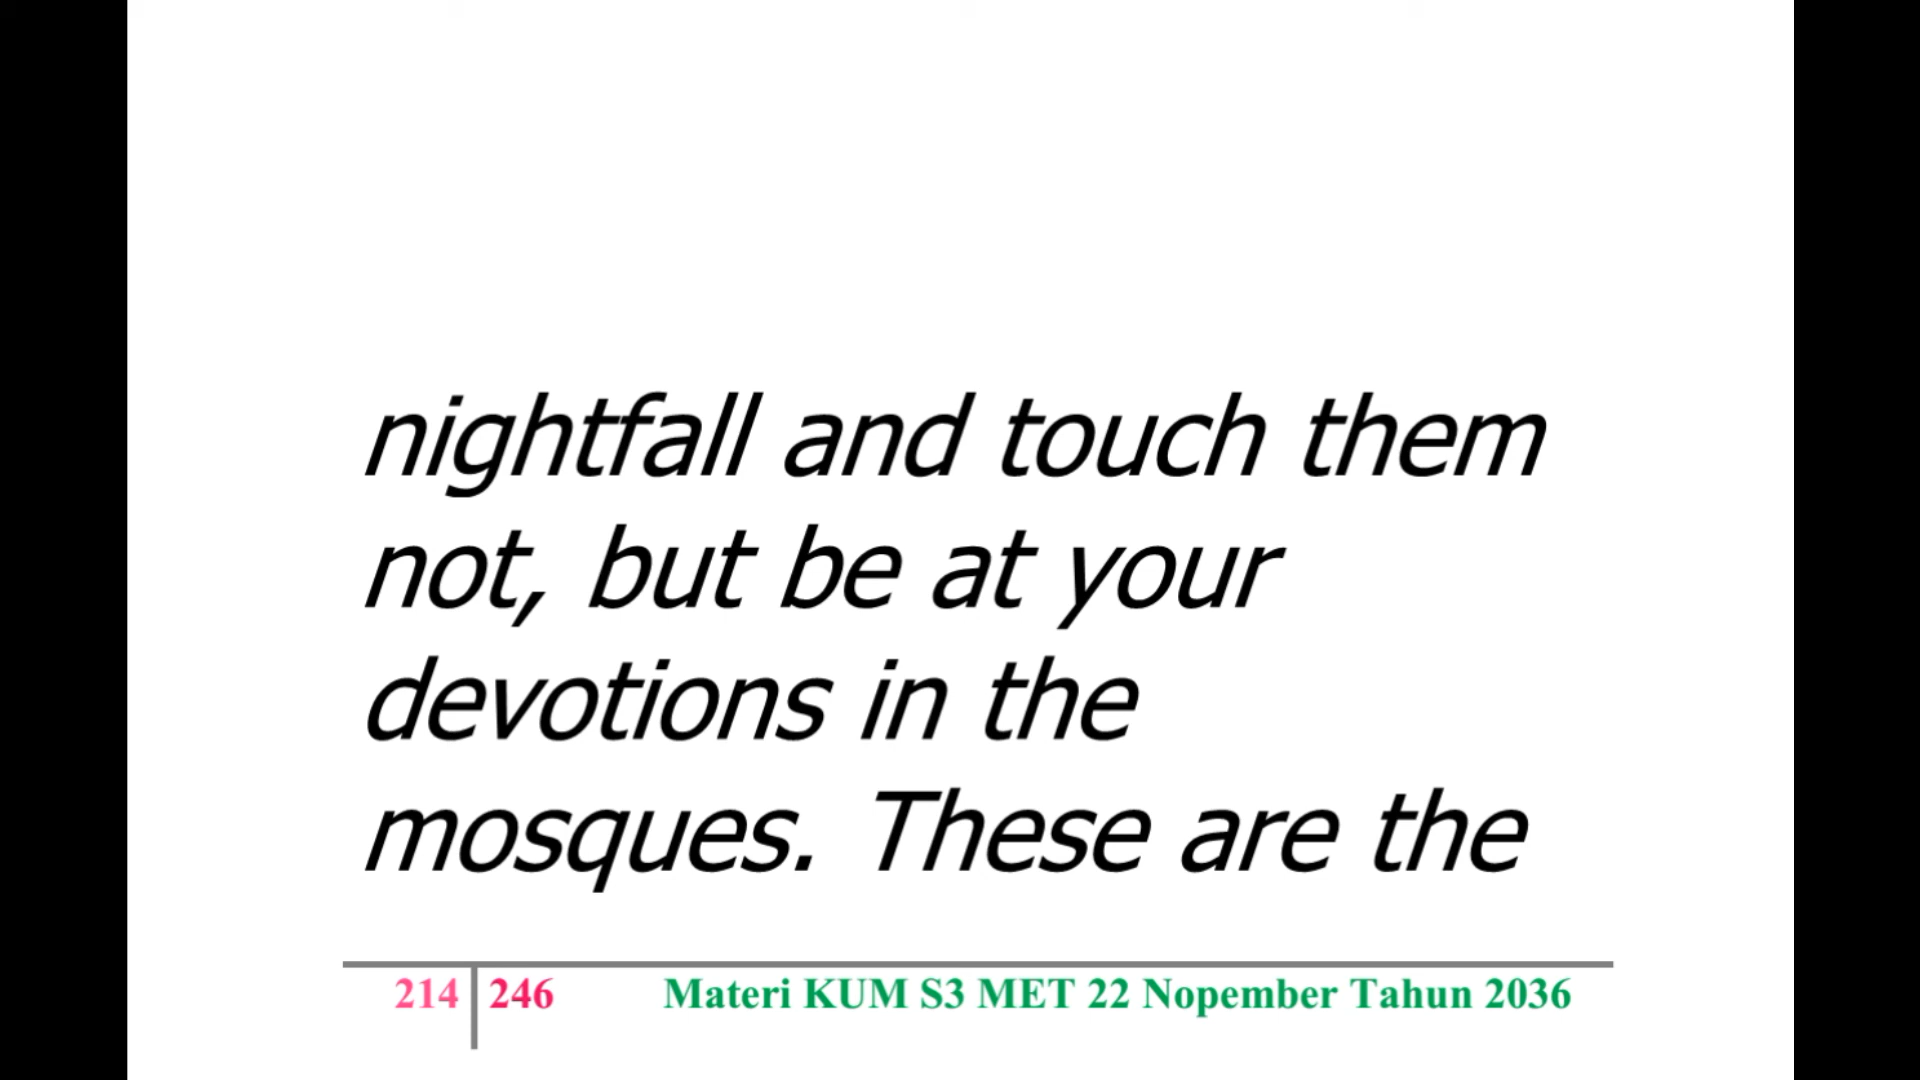 nightfall and touch them
not, but be at your
devotions in the
mosques. These are the
214 246 Materi KUM S3 MET 22 Nopember Tahun 2036